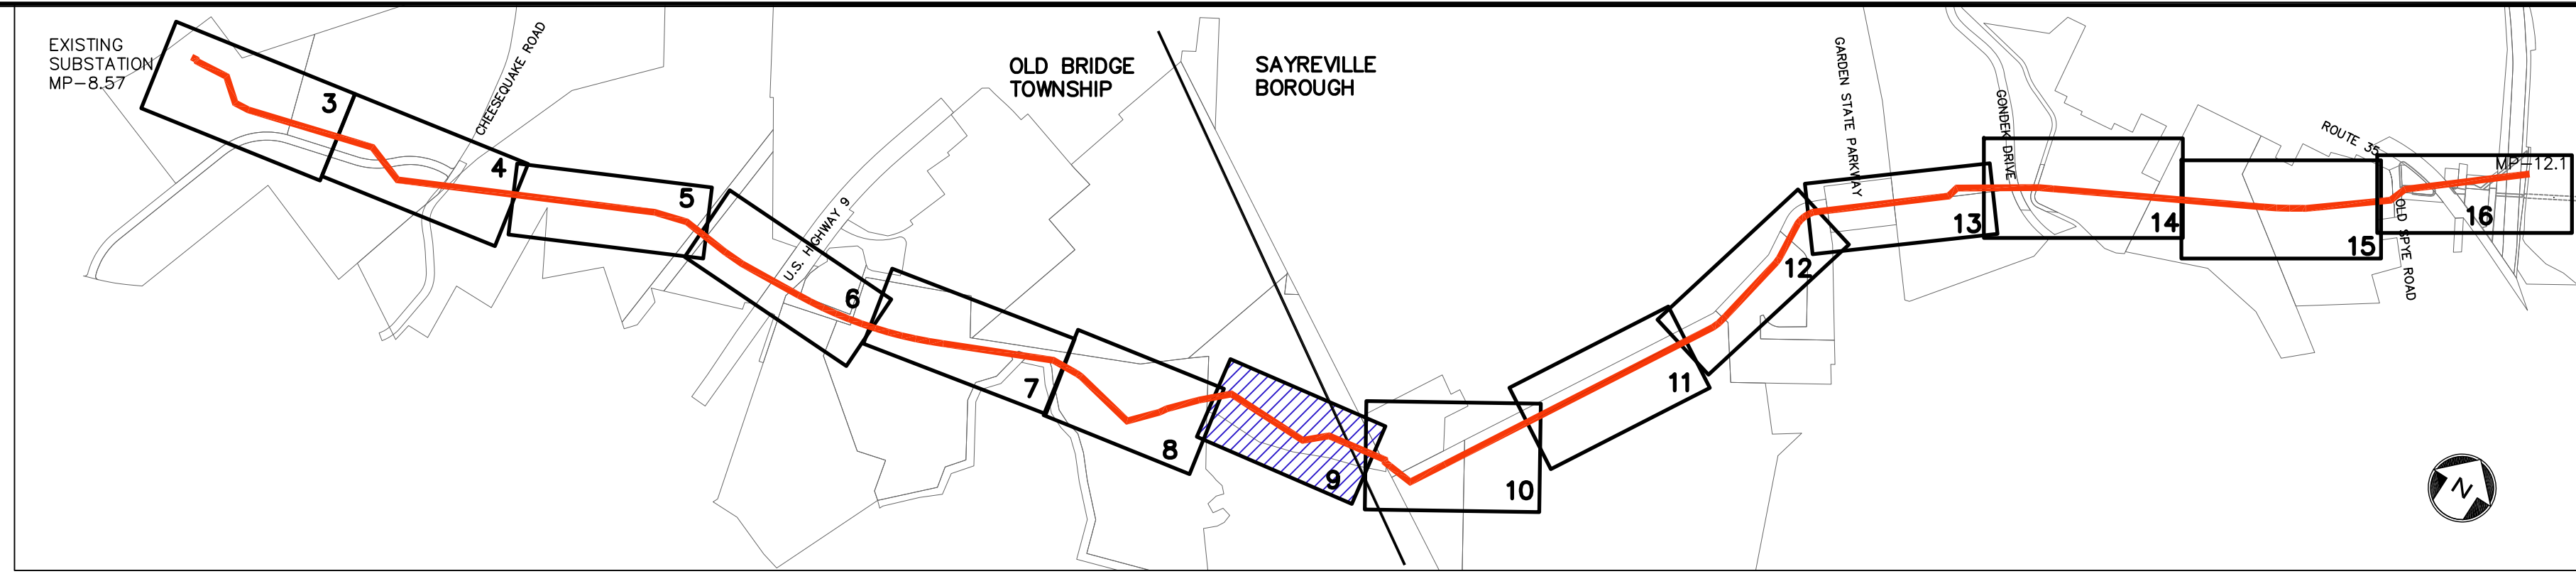 EXISTING
SUBSTATION
MP-8.57
3
CHEESEQUAKE ROAD
4
5
U.S. HIGHWAY 9
6
OLD BRIDGE
TOWNSHIP
SAYREVILLE
BOROUGH
7
8
9
10
11
12
GARDEN STATE PARKWAY
13
GONDEK DRIVE
14
ROUTE 35
15
OLD SPYE ROAD
MP-12.1
16
N